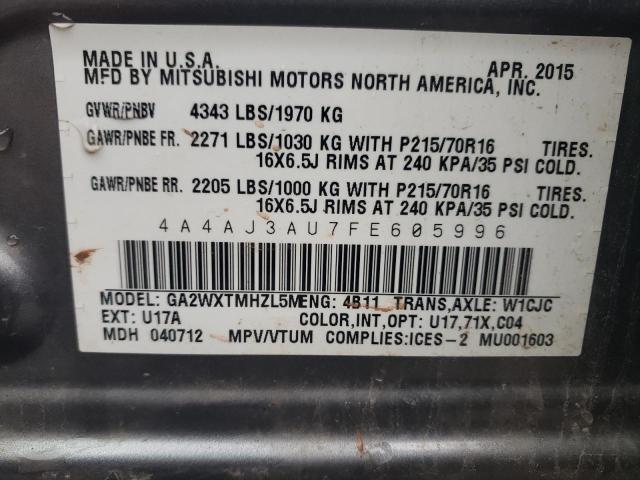 MADE IN U.S.A. APR. 2015
MFD BY MITSUBISHI MOTORS NORTH AMERICA, INC.
GVWR/PNBV 4343 LBS/1970 KG
GAWR/PNBE FR. 2271 LBS/1030 KG WITH P215/70R16 TIRES.
16X6.5J RIMS AT 240 KPA/35 PSI COLD.
GAWR/PNBE RR. 2205 LBS/1000 KG WITH P215/70R16 TIRES.
16X6.5J RIMS AT 240 KPA/35 PSI COLD.
4A4AJ3AU7FE605996
MODEL: GA2WXTMHZL5M ENG: 4B11 TRANS,AXLE: W1CJC
EXT: U17A COLOR,INT,OPT: U17,71X,C04
MDH 040712 MPV/VTUM COMPLIES:ICES-2 MU001603